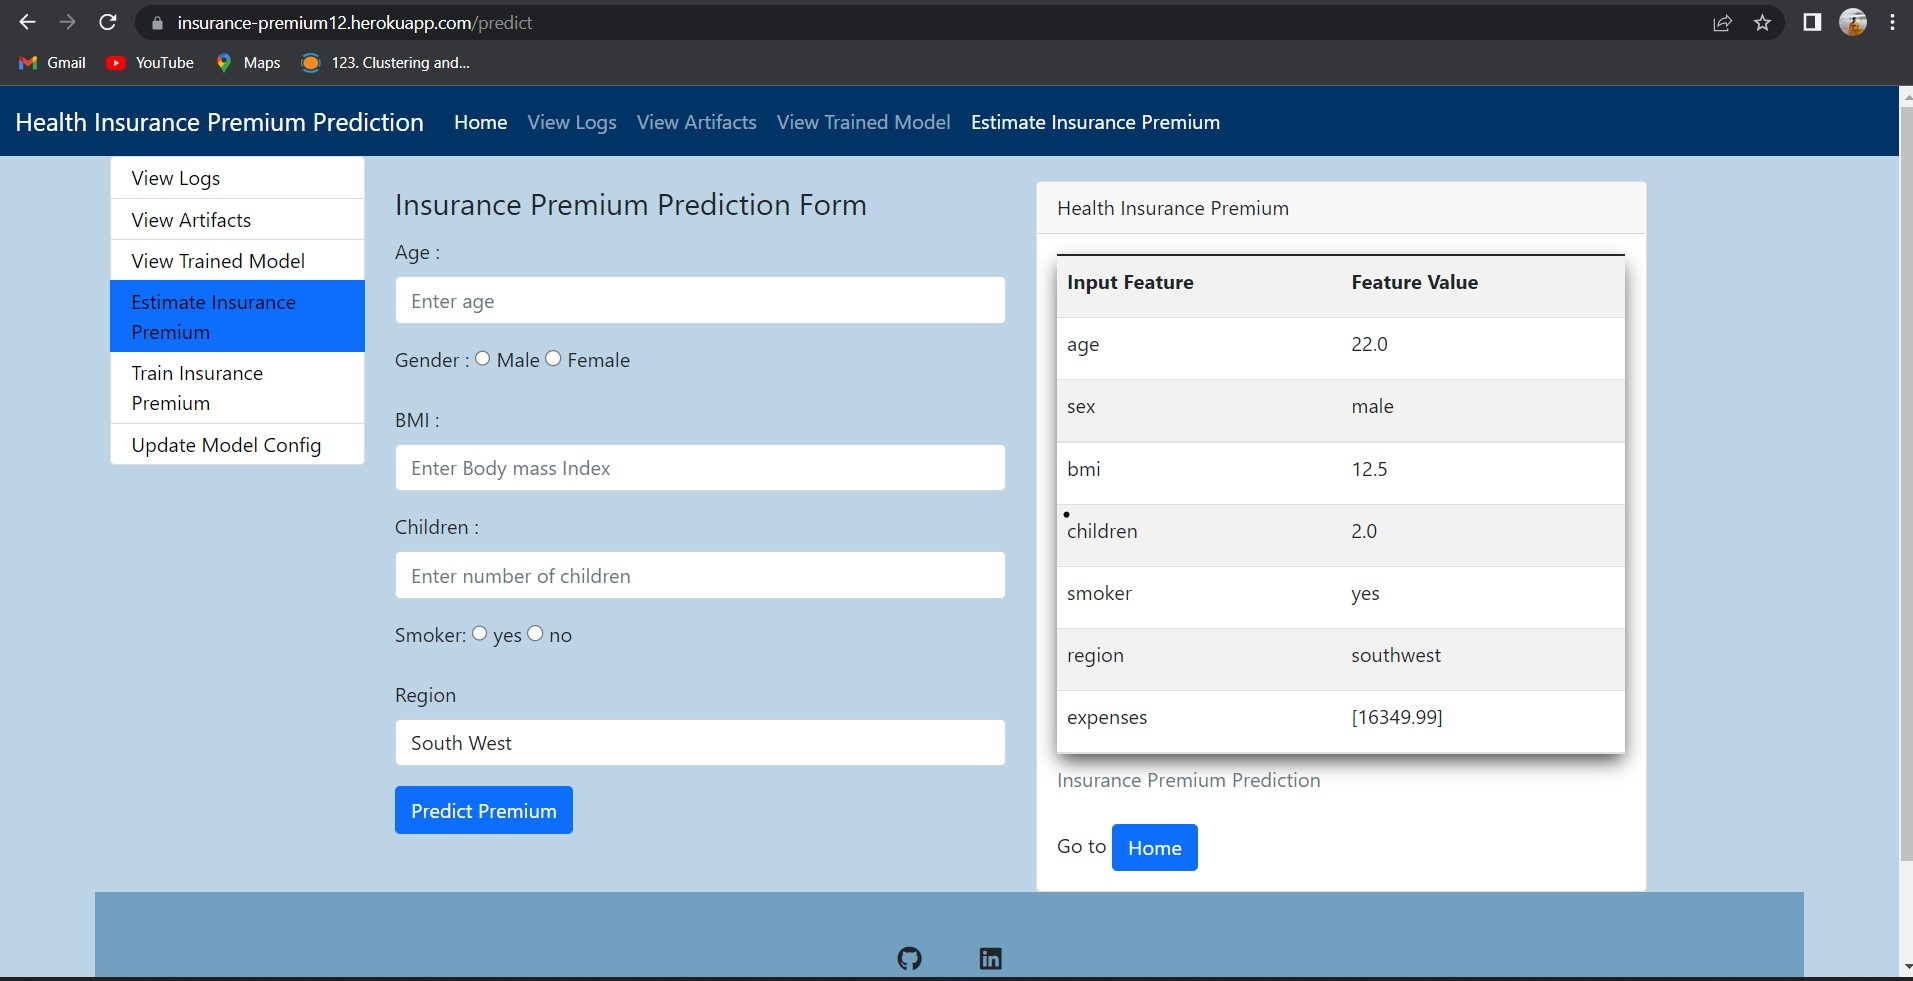 insurance-premium12.herokuapp.com/predict
Gmail YouTube Maps 123. Clustering and...
Health Insurance Premium Prediction Home View Logs View Artifacts View Trained Model Estimate Insurance Premium
View Logs
View Artifacts
View Trained Model
Estimate Insurance
Premium
Train Insurance
Premium
Update Model Config
Insurance Premium Prediction Form
Age :
Enter age
Gender : Male Female
BMI :
Enter Body mass Index
Children :
Enter number of children
Smoker: yes no
Region
South West
Predict Premium
Health Insurance Premium
Input Feature Feature Value
age 22.0
sex male
bmi 12.5
children 2.0
smoker yes
region southwest
expenses [16349.99]
Insurance Premium Prediction
Go to Home